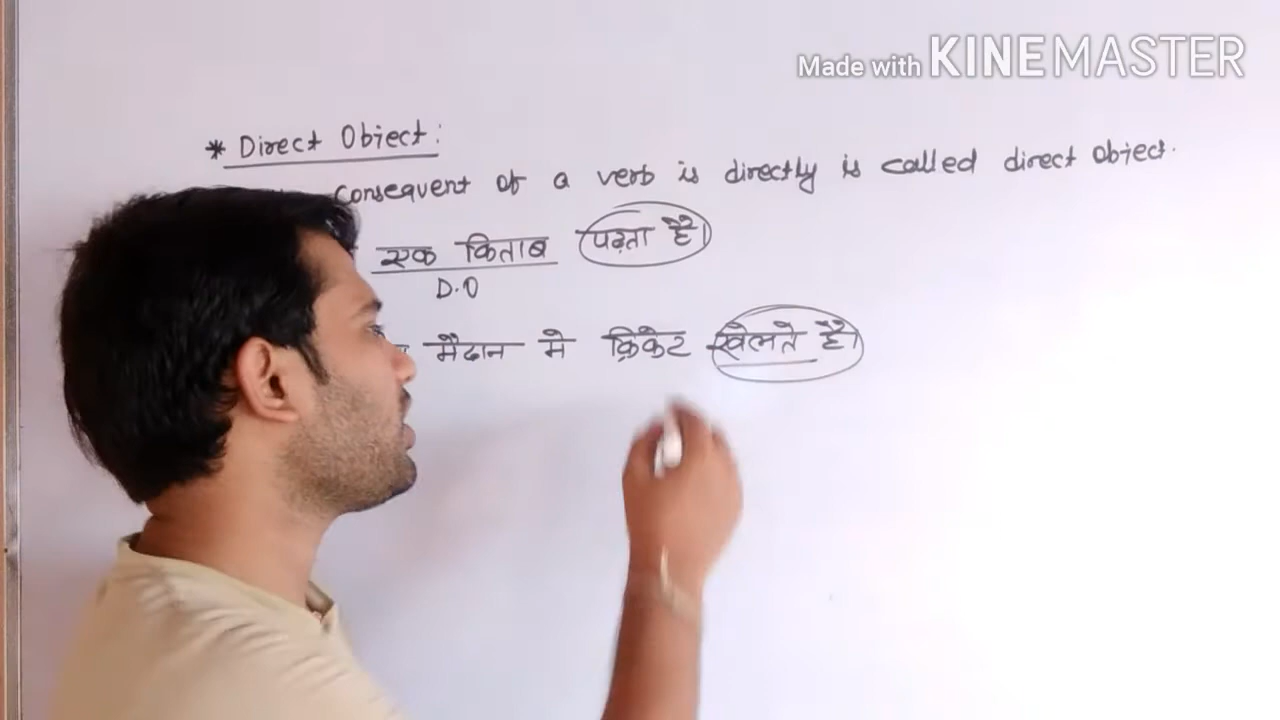 Made with KINEMASTER
* Direct Object:
consequent of a verb is directly is called direct object.
एक किताब पढ़ता है।
D.O
मैदान मे क्रिकेट खेलते है।